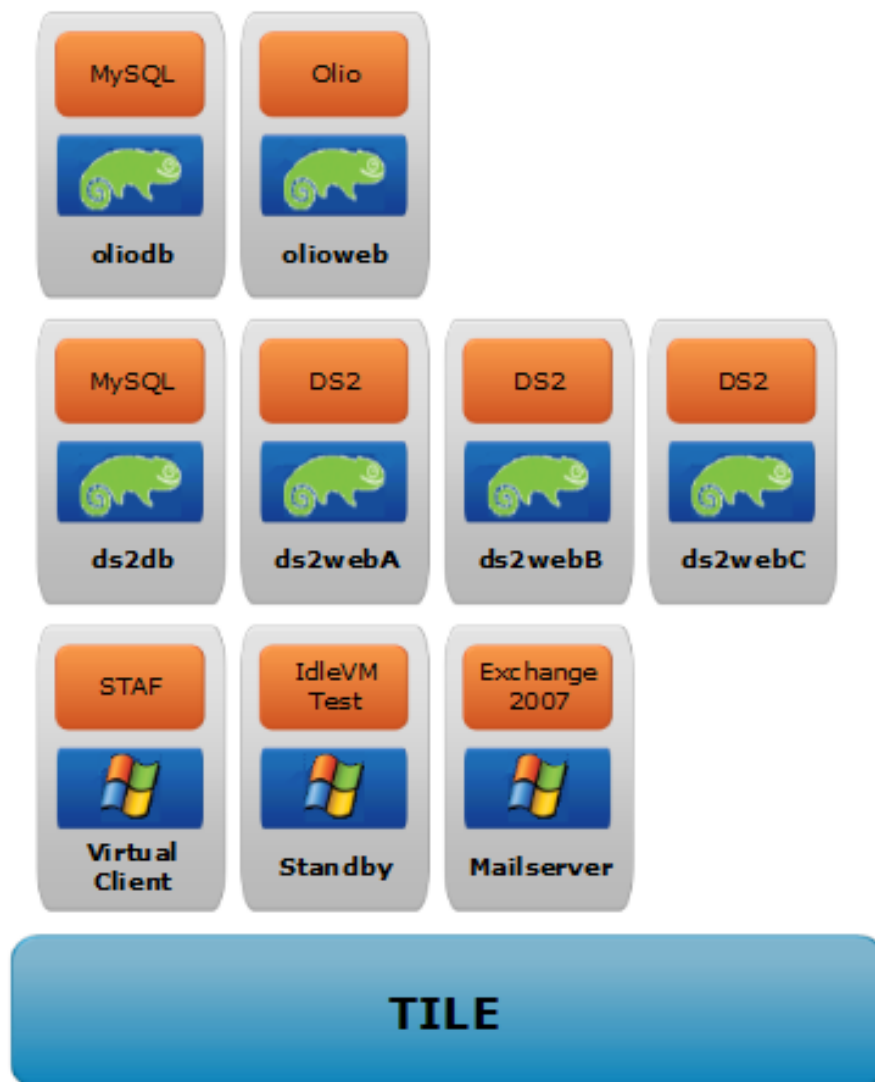 MySQL
Olio
oliodb
olioweb
MySQL
DS2
DS2
DS2
ds2db
ds2webA
ds2webB
ds2webC
STAF
IdleVM
Test
Exchange
2007
Virtual
Client
Standby
Mailserver
TILE